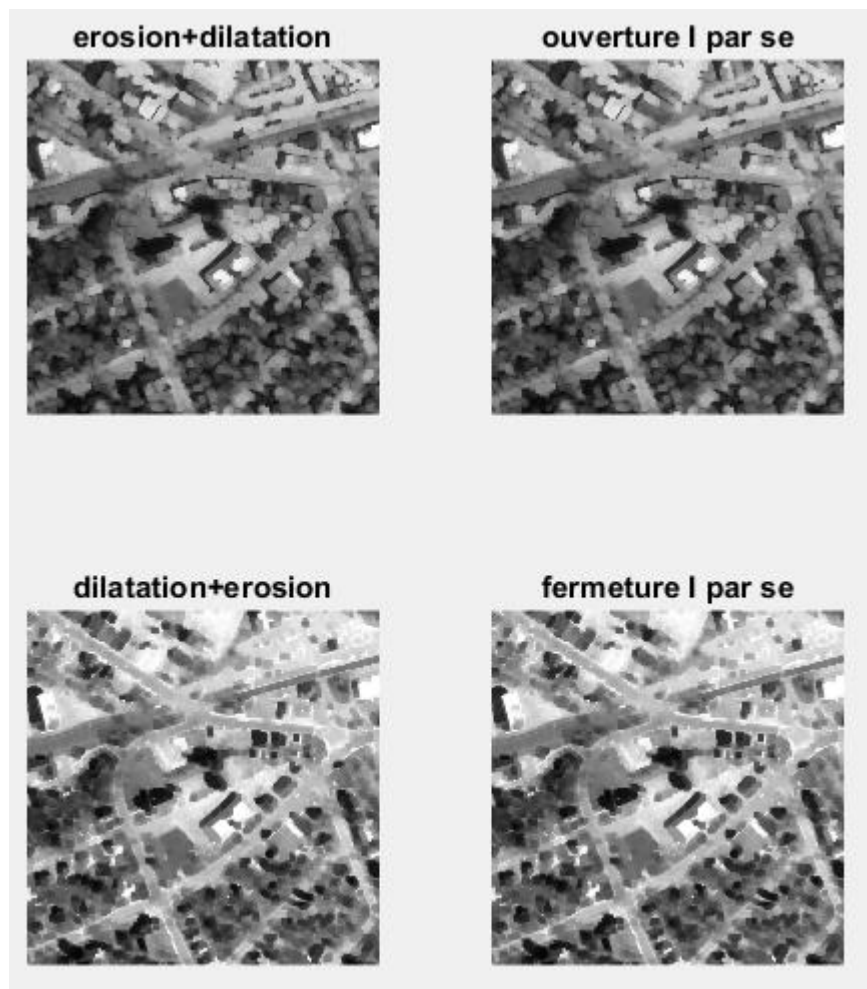 erosion+dilatation
ouverture I par se
dilatation+erosion
fermeture I par se